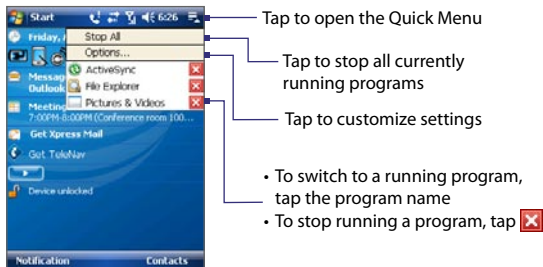 Start 6:26
Tap to open the Quick Menu
Friday,
Stop All
Options...
ActiveSync
File Explorer
Pictures & Videos
Messag
Outlook
Meeting
7:00PM-8:00PM (Conference room 100...
Get Xpress Mail
Get TeleNav
Device unlocked
Notification Contacts
Tap to stop all currently
running programs
Tap to customize settings
• To switch to a running program,
tap the program name
• To stop running a program, tap